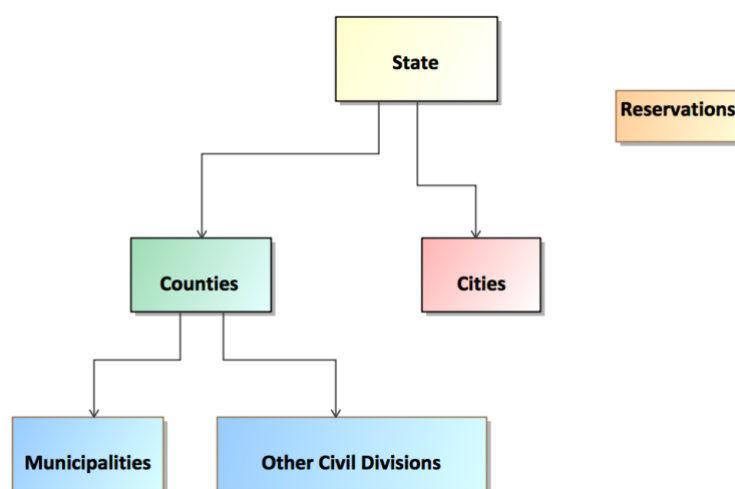 State
Reservations
Counties
Cities
Municipalities
Other Civil Divisions